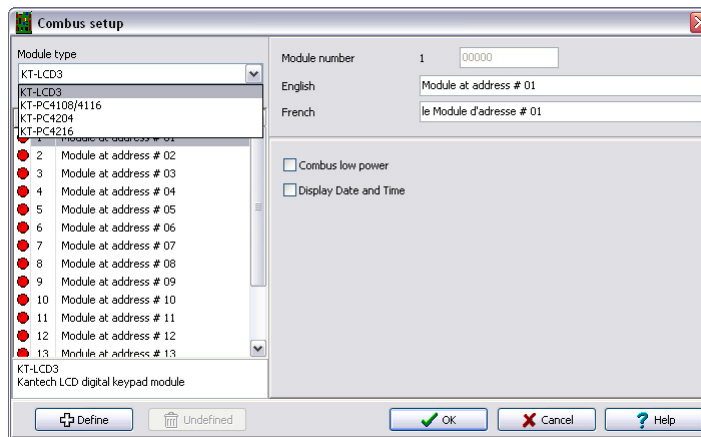 Combus setup
Module type
KT-LCD3
KT-LCD3
KT-PC4108/4116
KT-PC4204
KT-PC4216
1 Module at address # 01
2 Module at address # 02
3 Module at address # 03
4 Module at address # 04
5 Module at address # 05
6 Module at address # 06
7 Module at address # 07
8 Module at address # 08
9 Module at address # 09
10 Module at address # 10
11 Module at address # 11
12 Module at address # 12
13 Module at address # 13
KT-LCD3
Kantech LCD digital keypad module
Module number 1 00000
English Module at address # 01
French le Module d'adresse # 01
Combus low power
Display Date and Time
Define
Undefined
OK
Cancel
? Help